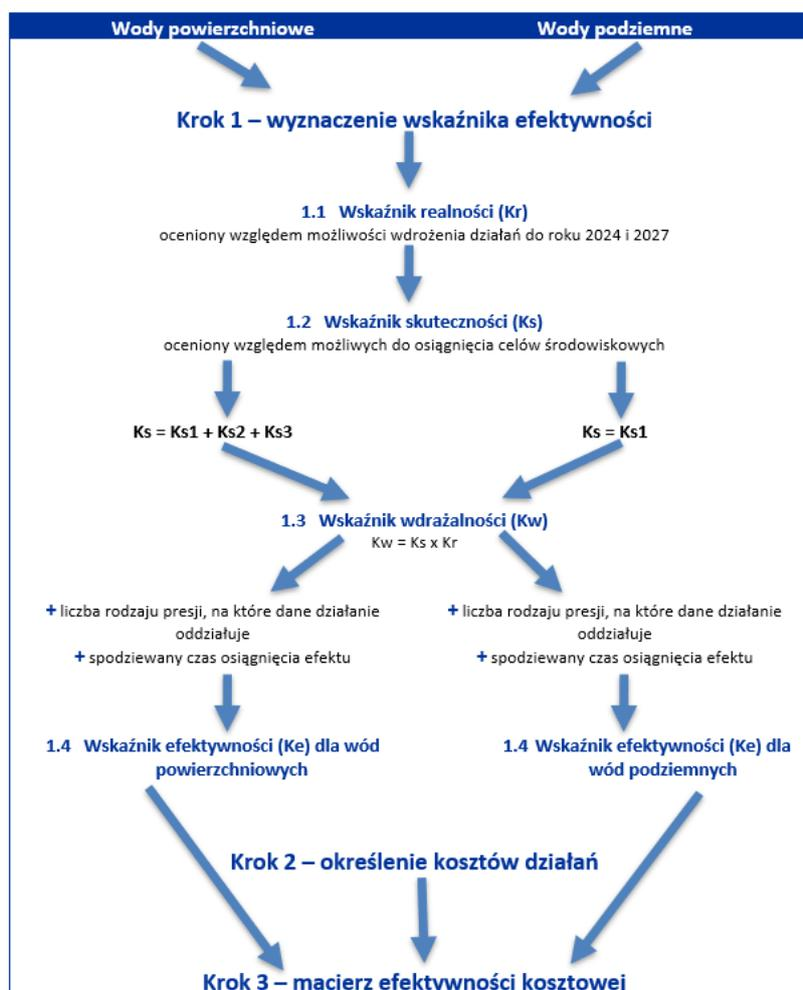 Wody powierzchniowe
Wody podziemne
Krok 1 – wyznaczenie wskaźnika efektywności
1.1 Wskaźnik realności (Kr)
oceniony względem możliwości wdrożenia działań do roku 2024 i 2027
1.2 Wskaźnik skuteczności (Ks)
oceniony względem możliwych do osiągnięcia celów środowiskowych
Ks = Ks1 + Ks2 + Ks3
Ks = Ks1
1.3 Wskaźnik wdrażalności (Kw)
Kw = Ks x Kr
+ liczba rodzaju presji, na które dane działanie
oddziałuje
+ spodziewany czas osiągnięcia efektu
+ liczba rodzaju presji, na które dane działanie
oddziałuje
+ spodziewany czas osiągnięcia efektu
1.4 Wskaźnik efektywności (Ke) dla wód
powierzchniowych
1.4 Wskaźnik efektywności (Ke) dla
wód podziemnych
Krok 2 – określenie kosztów działań
Krok 3 – macierz efektywności kosztowej